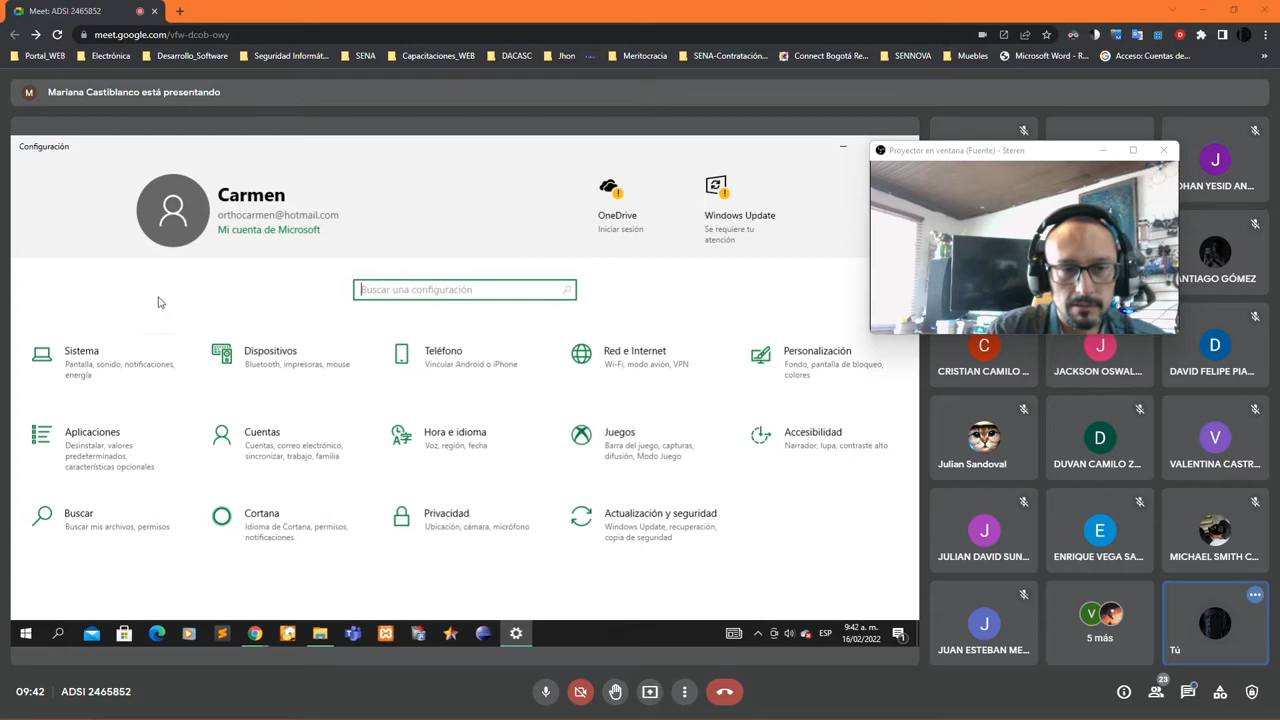 Meet: ADSI 2465852
meet.google.com/vfw-dcob-owy
Portal_WEB
Electrónica
Desarrollo_Software
Seguridad Informát...
SENA
Capacitaciones_WEB
DACASC
Jhon
Meritocracia
SENA-Contratación...
Connect Bogotá Re...
SENNOVA
Muebles
Microsoft Word - R...
Acceso: Cuentas de...
»
M
Mariana Castiblanco está presentando
Configuración
Carmen
orthocarmen@hotmail.com
Mi cuenta de Microsoft
OneDrive
Iniciar sesión
Windows Update
Se requiere tu
atención
Buscar una configuración
Sistema
Pantalla, sonido, notificaciones,
energía
Dispositivos
Bluetooth, impresoras, mouse
Teléfono
Vincular Android o iPhone
Red e Internet
Wi-Fi, modo avión, VPN
Personalización
Fondo, pantalla de bloqueo,
colores
Aplicaciones
Desinstalar, valores
predeterminados,
características opcionales
Cuentas
Cuentas, correo electrónico,
sincronizar, trabajo, familia
Hora e idioma
Voz, región, fecha
Juegos
Barra del juego, capturas,
difusión, Modo Juego
Accesibilidad
Narrador, lupa, contraste alto
Buscar
Buscar mis archivos, permisos
Cortana
Idioma de Cortana, permisos,
notificaciones
Privacidad
Ubicación, cámara, micrófono
Actualización y seguridad
Windows Update, recuperación,
copia de seguridad
ESP
9:42 a. m.
16/02/2022
1
Proyector en ventana (Fuente) - Steren
J
OHAN YESID AN...
ANTIAGO GÓMEZ
C
CRISTIAN CAMILO ...
J
JACKSON OSWAL...
D
DAVID FELIPE PIA...
Julian Sandoval
D
DUVAN CAMILO Z...
V
VALENTINA CASTR...
J
JULIAN DAVID SUN...
E
ENRIQUE VEGA SA...
MICHAEL SMITH C...
J
JUAN ESTEBAN ME...
V
5 más
Tú
09:42
ADSI 2465852
23